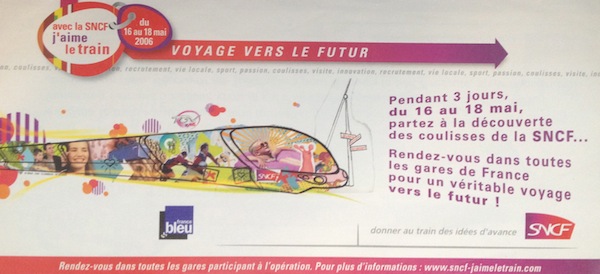 avec la SNCF
j'aime
le train
du
16 au 18 mai
2006
VOYAGE VERS LE FUTUR
coulisses, visite, innovation, recrutement, vie locale, sport, passion, coulisses, visite, innovation, recrutement, vie locale, sport, passion, coulisses, visite,
Pendant 3 jours,
du 16 au 18 mai,
partez à la découverte
des coulisses de la SNCF...
Rendez-vous dans toutes
les gares de France
pour un véritable voyage
vers le futur !
SNCF
france
bleu
donner au train des idées d'avance
SNCF
Rendez-vous dans toutes les gares participant à l'opération. Pour plus d'informations : www.sncf-jaimeletrain.com